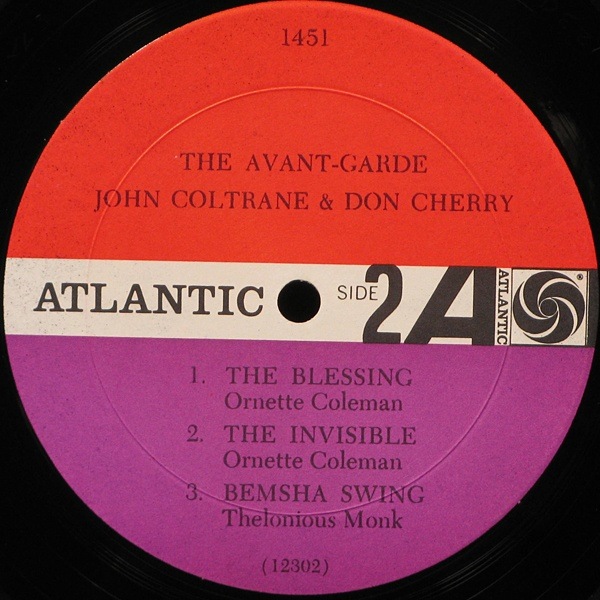 1451
THE AVANT-GARDE
JOHN COLTRANE & DON CHERRY
ATLANTIC SIDE 2 A ATLANTIC
1. THE BLESSING
Ornette Coleman
2. THE INVISIBLE
Ornette Coleman
3. BEMSHA SWING
Thelonious Monk
(12302)